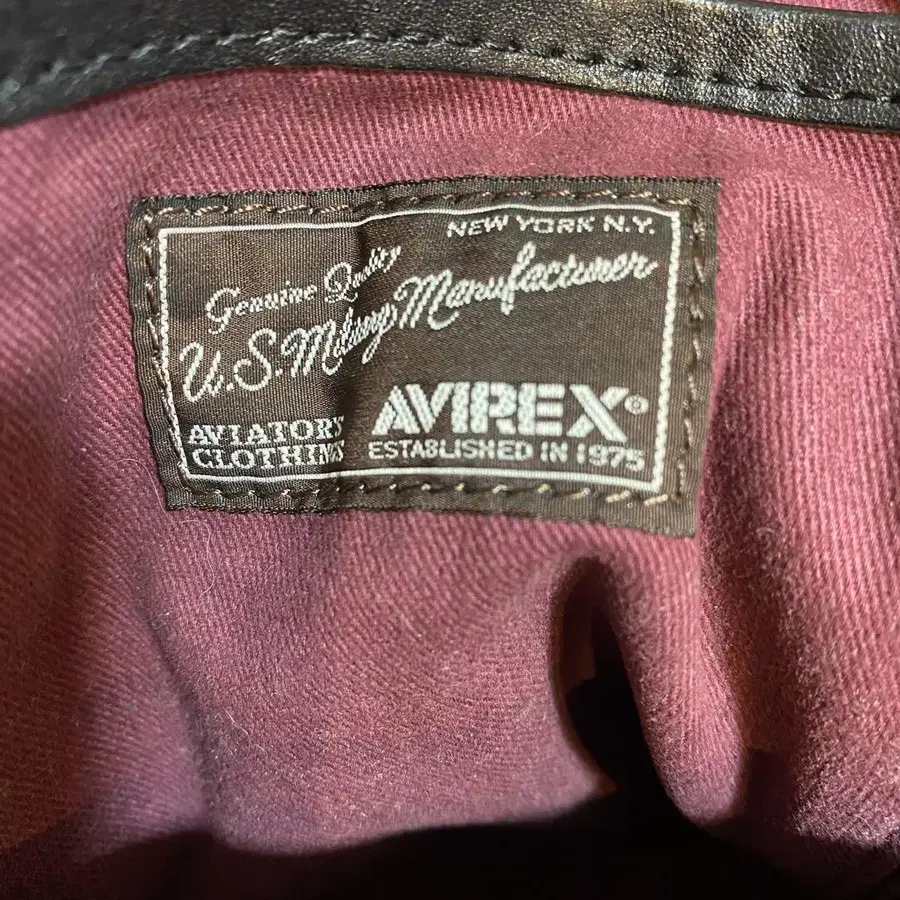 NEW YORK N.Y.
Genuine Quality
U.S. Military Manufacturer
AVIATOR'S
CLOTHING
AVIREX®
ESTABLISHED IN 1975